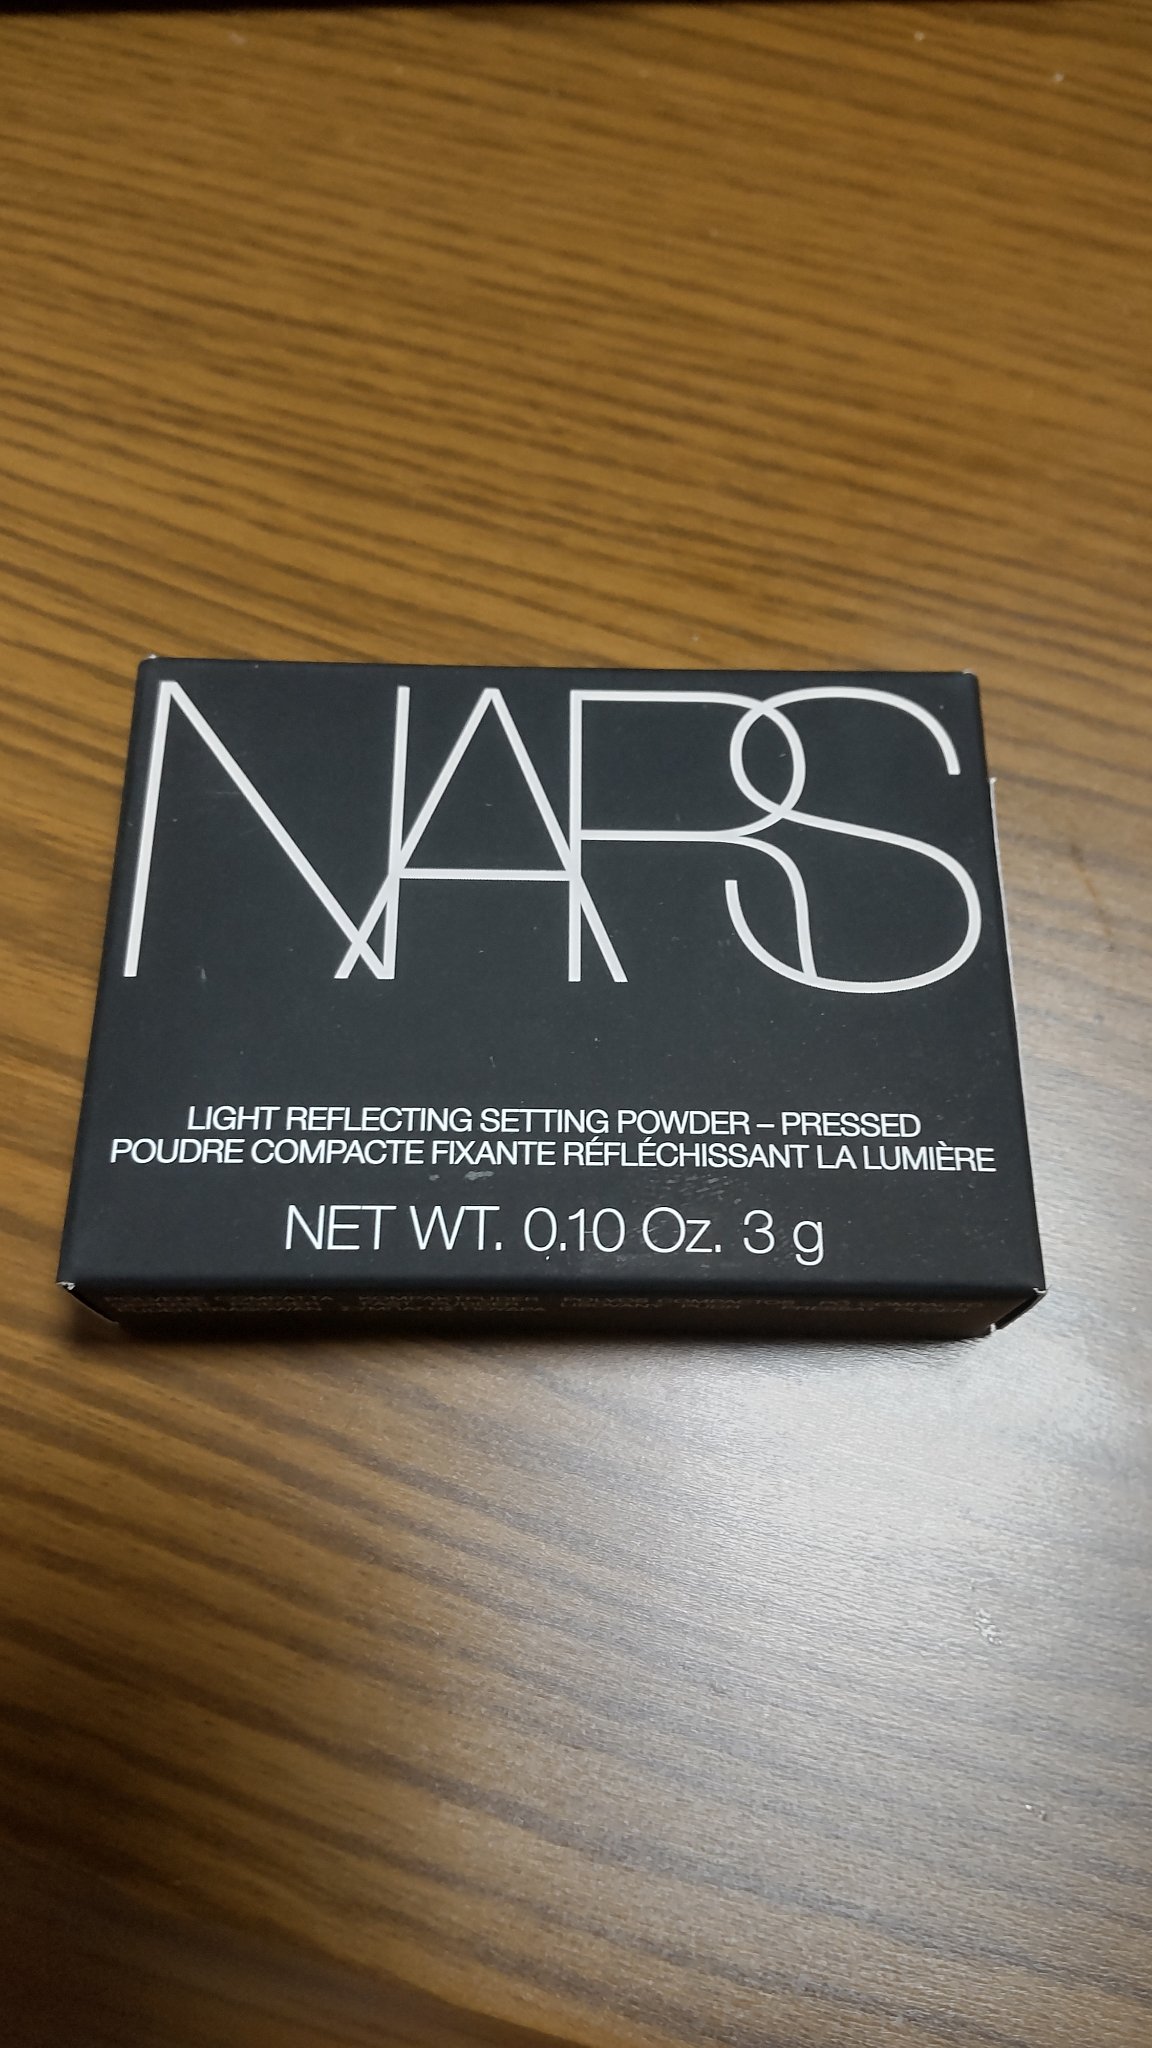 NARS
LIGHT REFLECTING SETTING POWDER – PRESSED
POUDRE COMPACTE FIXANTE RÉFLÉCHISSANT LA LUMIÈRE
NET WT. 0.10 Oz. 3 g